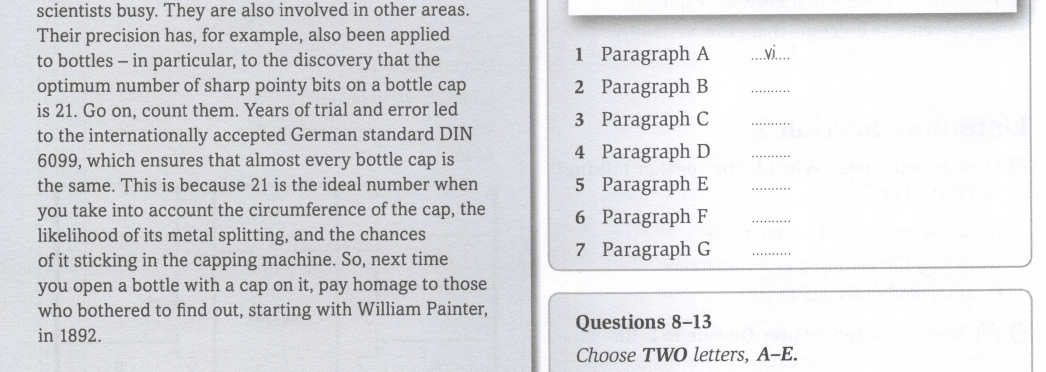 scientists busy. They are also involved in other areas.
Their precision has, for example, also been applied
to bottles – in particular, to the discovery that the
optimum number of sharp pointy bits on a bottle cap
is 21. Go on, count them. Years of trial and error led
to the internationally accepted German standard DIN
6099, which ensures that almost every bottle cap is
the same. This is because 21 is the ideal number when
you take into account the circumference of the cap, the
likelihood of its metal splitting, and the chances
of it sticking in the capping machine. So, next time
you open a bottle with a cap on it, pay homage to those
who bothered to find out, starting with William Painter,
in 1892.
1 Paragraph A ....vi....
2 Paragraph B ..........
3 Paragraph C ..........
4 Paragraph D ..........
5 Paragraph E ..........
6 Paragraph F ..........
7 Paragraph G ..........
Questions 8–13
Choose TWO letters, A–E.